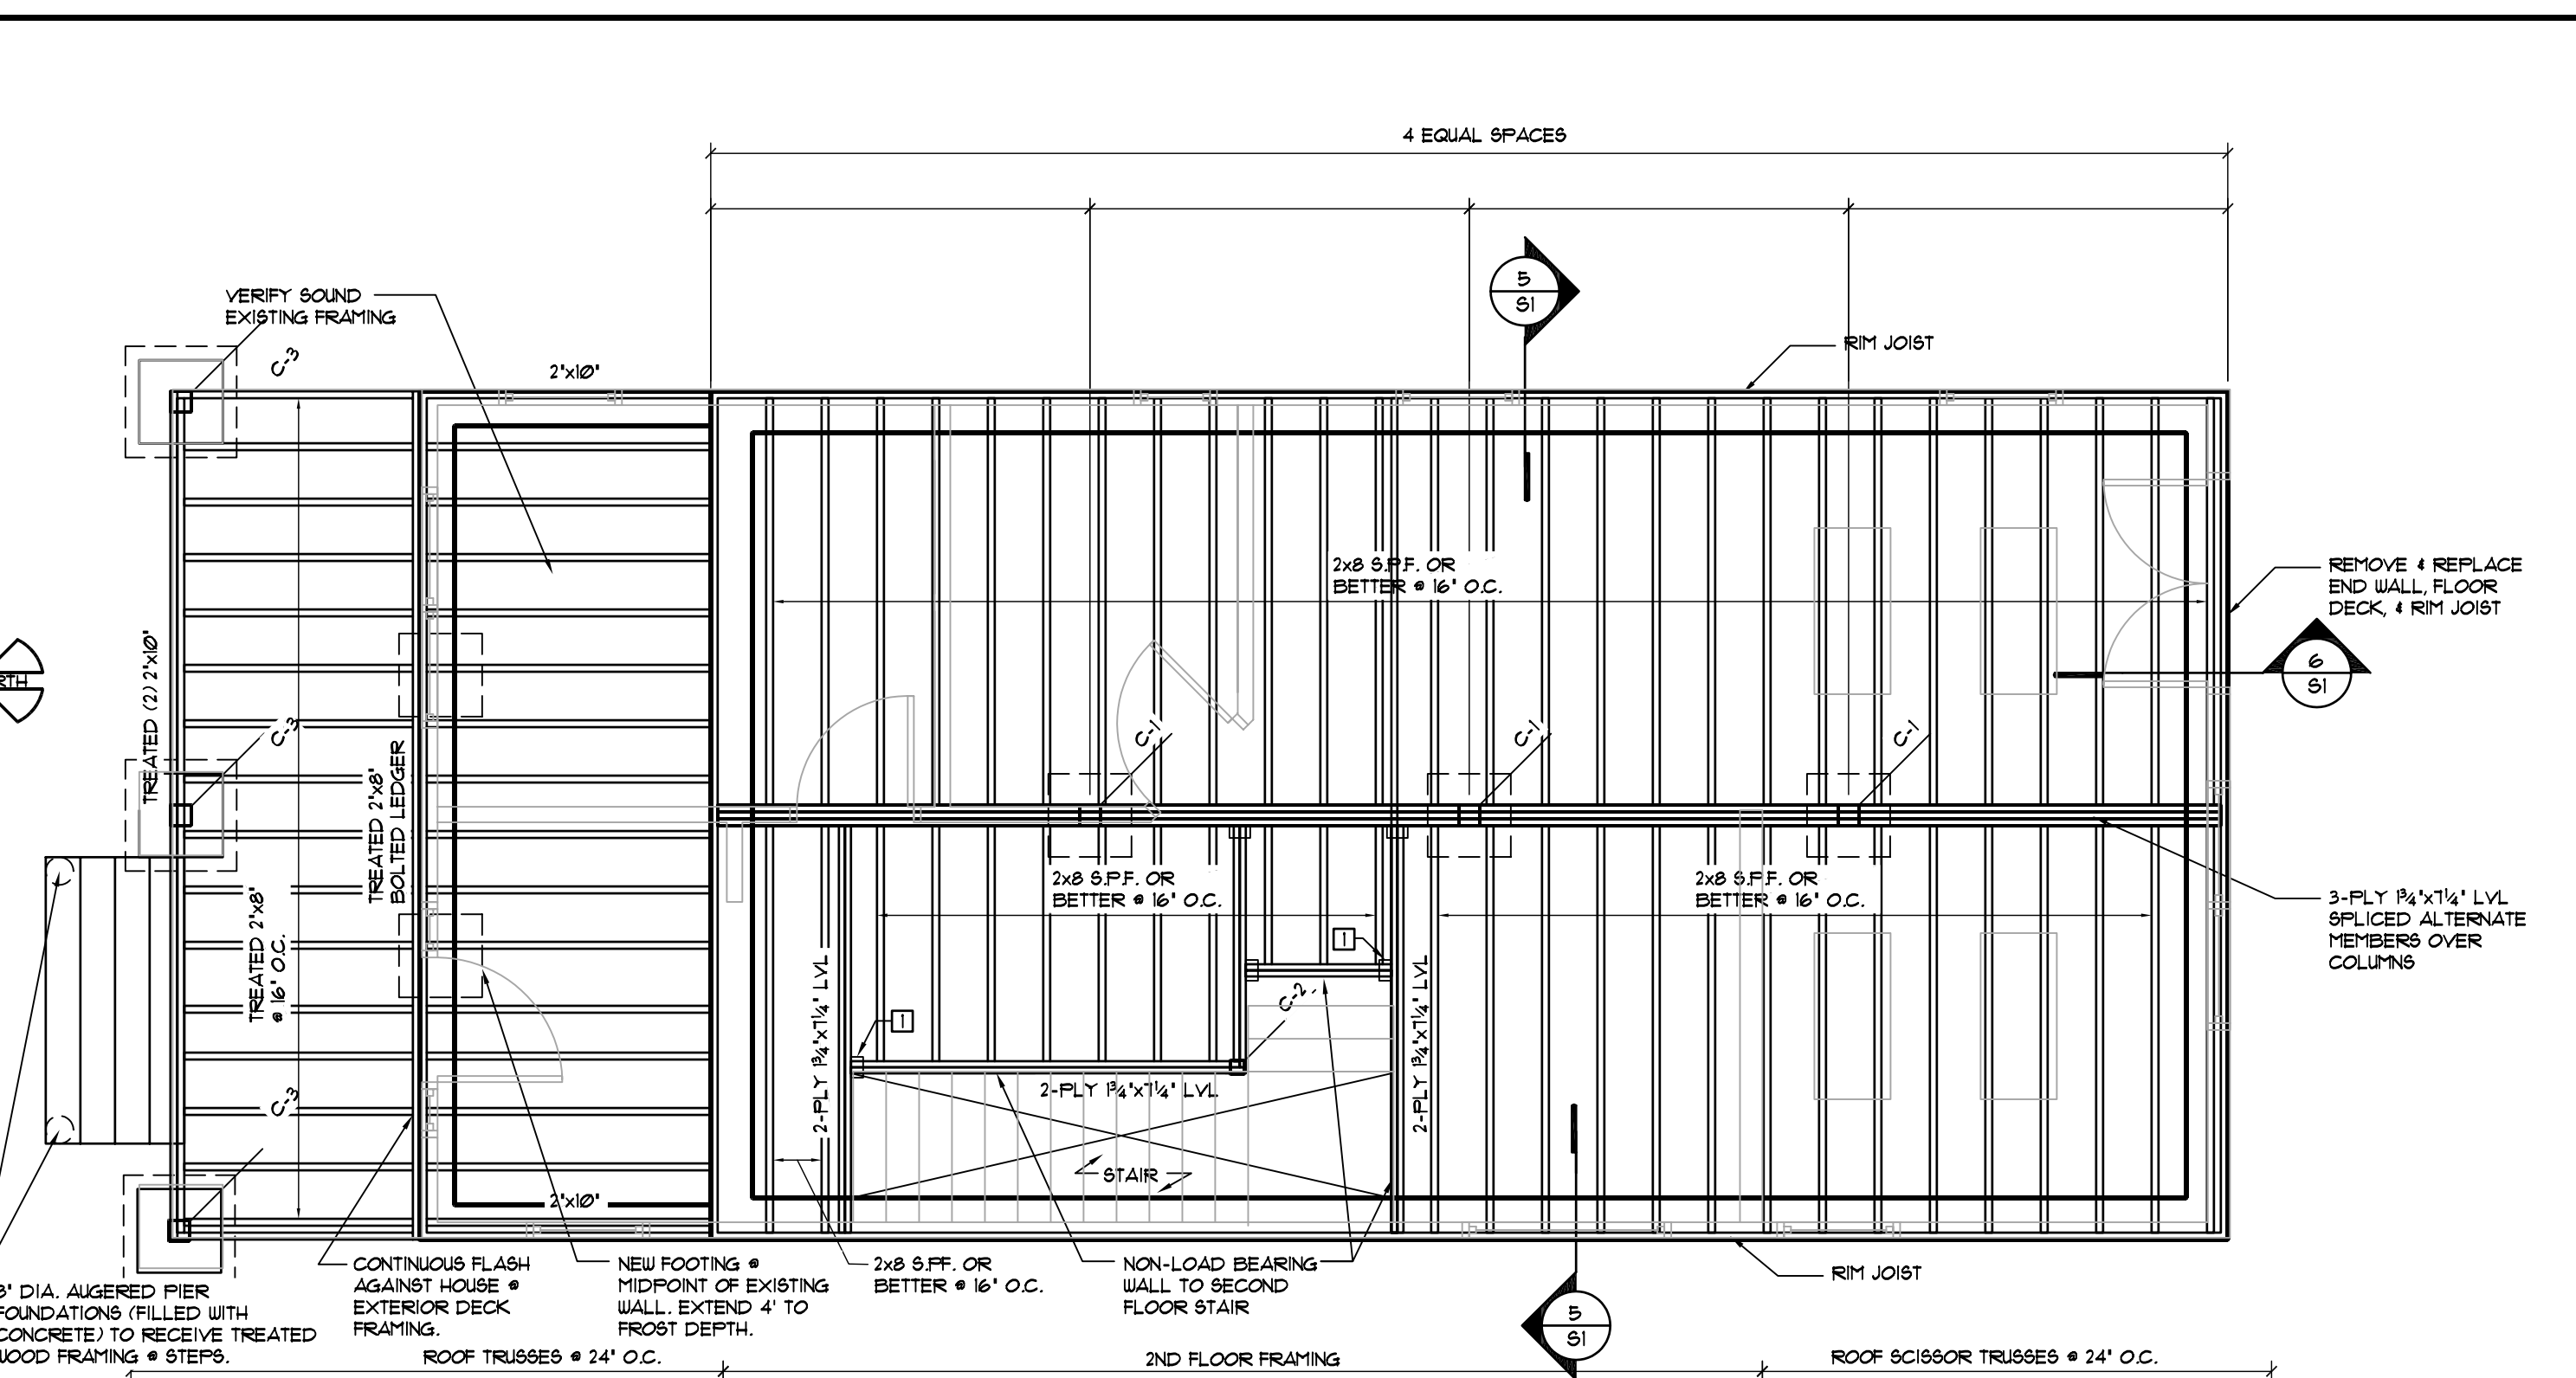 4 EQUAL SPACES
5
S1
VERIFY SOUND
EXISTING FRAMING
RIM JOIST
C-3
2"x10"
2x8 S.P.F. OR
BETTER @ 16" O.C.
REMOVE & REPLACE
END WALL, FLOOR
DECK, & RIM JOIST
6
S1
TREATED (2) 2"x10"
C-3
C-1
C-1
C-1
TREATED 2"x8"
BOLTED LEDGER
2x8 S.P.F. OR
BETTER @ 16" O.C.
2x8 S.P.F. OR
BETTER @ 16" O.C.
3-PLY 1¾"x7¼" LVL
SPLICED ALTERNATE
MEMBERS OVER
COLUMNS
TREATED 2"x8"
@ 16" O.C.
1
1
C-2
2-PLY 1¾"x7¼" LVL
2-PLY 1¾"x7¼" LVL
2-PLY 1¾"x7¼" LVL
C-3
STAIR
2"x10"
CONTINUOUS FLASH
AGAINST HOUSE @
EXTERIOR DECK
FRAMING.
NEW FOOTING @
MIDPOINT OF EXISTING
WALL. EXTEND 4' TO
FROST DEPTH.
2x8 S.P.F. OR
BETTER @ 16" O.C.
NON-LOAD BEARING
WALL TO SECOND
FLOOR STAIR
RIM JOIST
5
S1
8" DIA. AUGERED PIER
FOUNDATIONS (FILLED WITH
CONCRETE) TO RECEIVE TREATED
WOOD FRAMING @ STEPS.
ROOF TRUSSES @ 24" O.C.
2ND FLOOR FRAMING
ROOF SCISSOR TRUSSES @ 24" O.C.